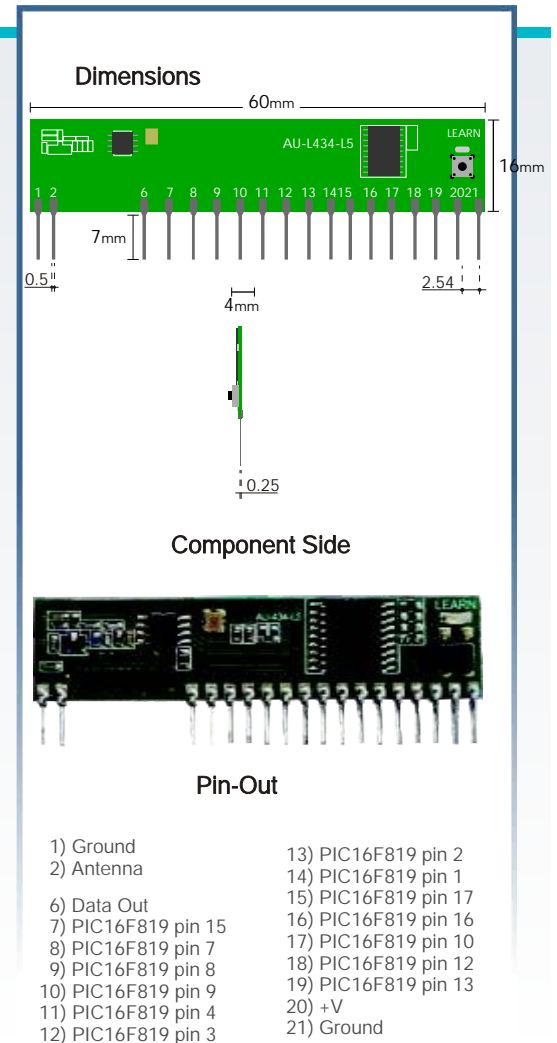 Dimensions
60mm
AU-L434-L5
LEARN
16mm
1 2 6 7 8 9 10 11 12 13 14 15 16 17 18 19 20 21
7mm
0.5
2.54
4mm
0.25
Component Side
LEARN
Pin-Out
1) Ground
2) Antenna
6) Data Out
7) PIC16F819 pin 15
8) PIC16F819 pin 7
9) PIC16F819 pin 8
10) PIC16F819 pin 9
11) PIC16F819 pin 4
12) PIC16F819 pin 3
13) PIC16F819 pin 2
14) PIC16F819 pin 1
15) PIC16F819 pin 17
16) PIC16F819 pin 16
17) PIC16F819 pin 10
18) PIC16F819 pin 12
19) PIC16F819 pin 13
20) +V
21) Ground